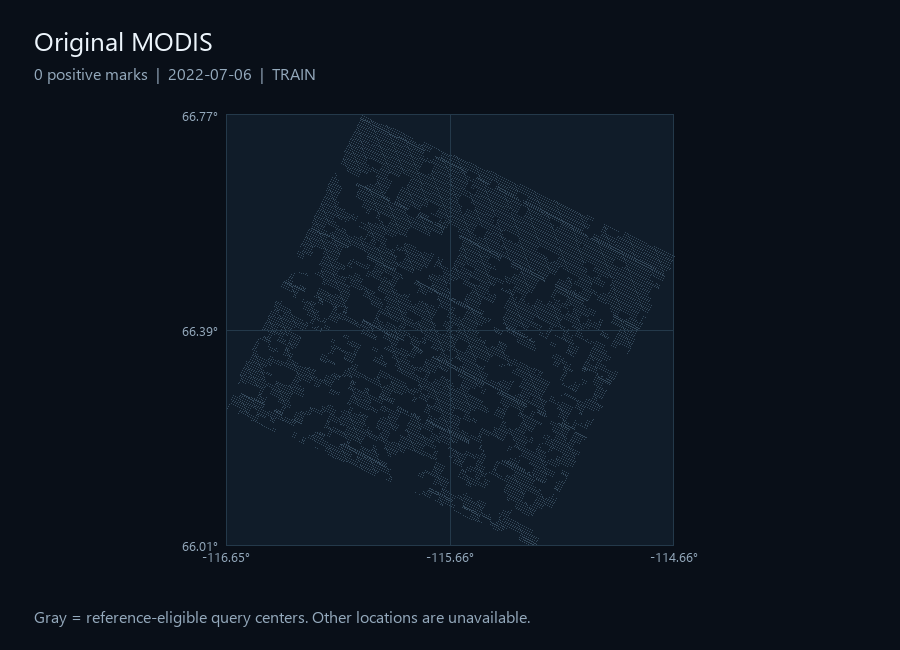 Original MODIS
0 positive marks | 2022-07-06 | TRAIN
66.77°
66.39°
66.01°
-116.65° -115.66° -114.66°
Gray = reference-eligible query centers. Other locations are unavailable.